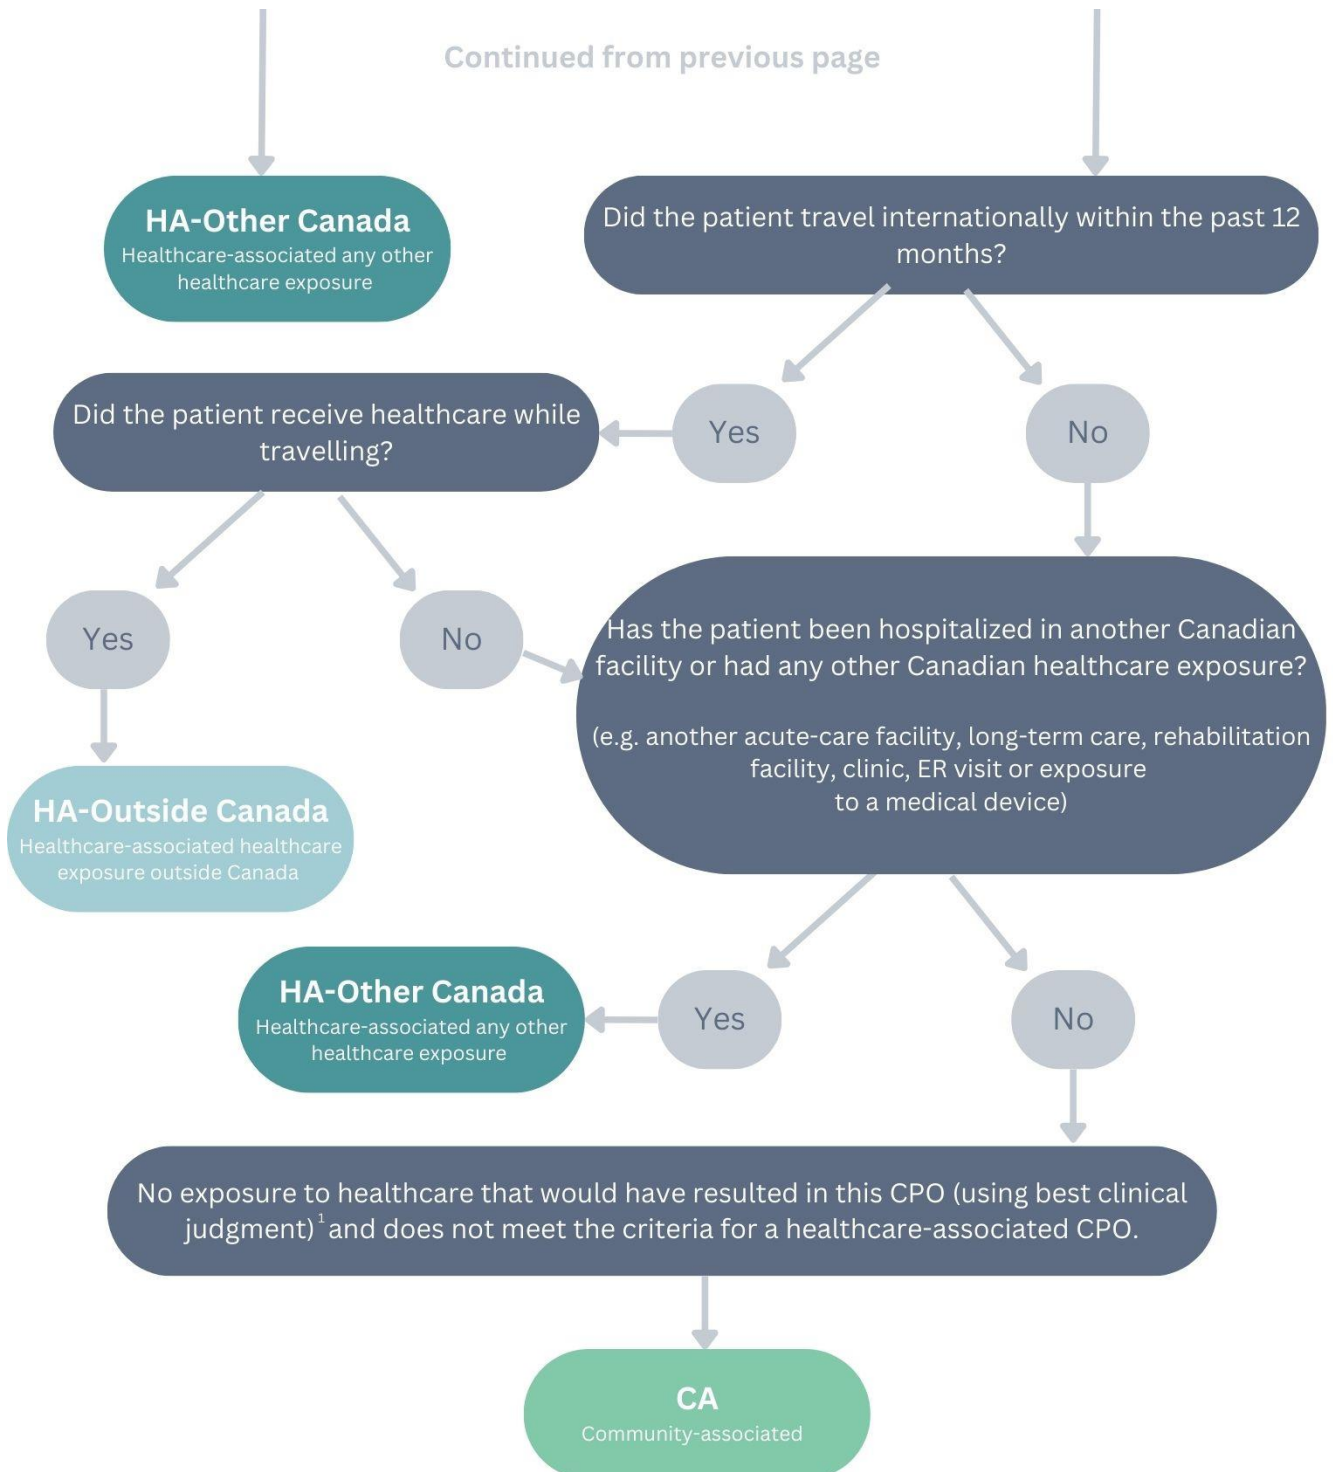 Continued from previous page
HA-Other Canada
Healthcare-associated any other
healthcare exposure
Did the patient travel internationally within the past 12
months?
Did the patient receive healthcare while
travelling?
Yes
No
Yes
No
Has the patient been hospitalized in another Canadian
facility or had any other Canadian healthcare exposure?
(e.g. another acute-care facility, long-term care, rehabilitation
facility, clinic, ER visit or exposure
to a medical device)
HA-Outside Canada
Healthcare-associated healthcare
exposure outside Canada
HA-Other Canada
Healthcare-associated any other
healthcare exposure
Yes
No
No exposure to healthcare that would have resulted in this CPO (using best clinical
judgment)¹ and does not meet the criteria for a healthcare-associated CPO.
CA
Community-associated